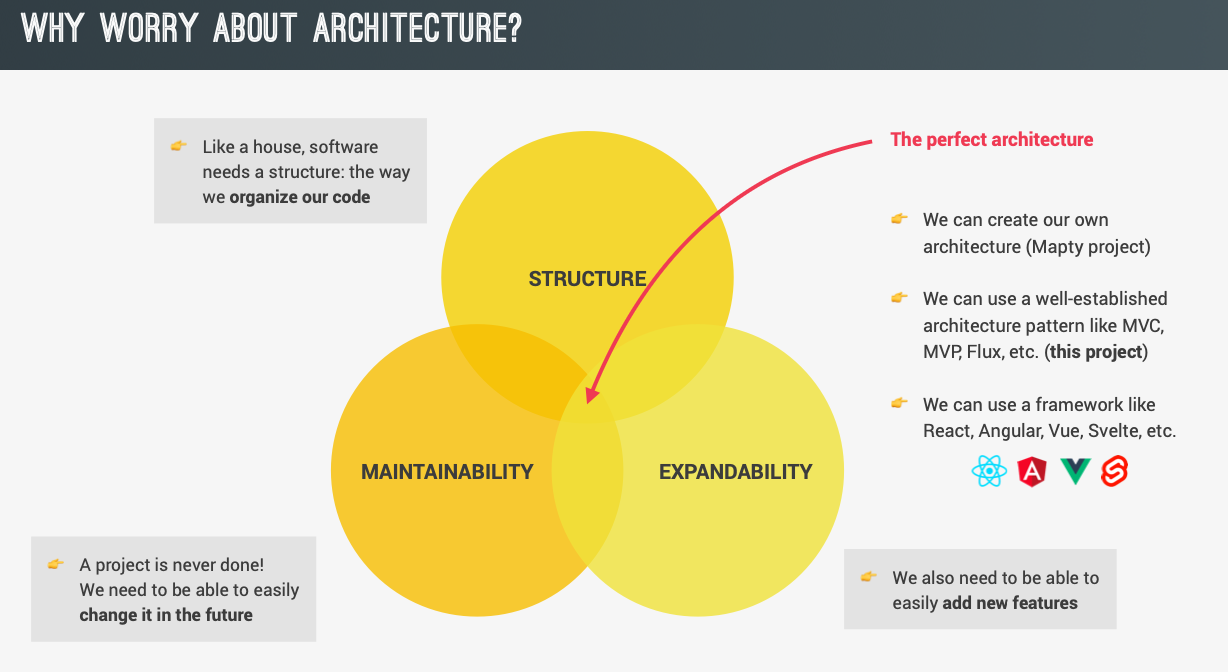 WHY WORRY ABOUT ARCHITECTURE?
Like a house, software
needs a structure: the way
we organize our code
STRUCTURE
MAINTAINABILITY
EXPANDABILITY
A project is never done!
We need to be able to easily
change it in the future
The perfect architecture
We can create our own
architecture (Mapty project)
We can use a well-established
architecture pattern like MVC,
MVP, Flux, etc. (this project)
We can use a framework like
React, Angular, Vue, Svelte, etc.
A
We also need to be able to
easily add new features